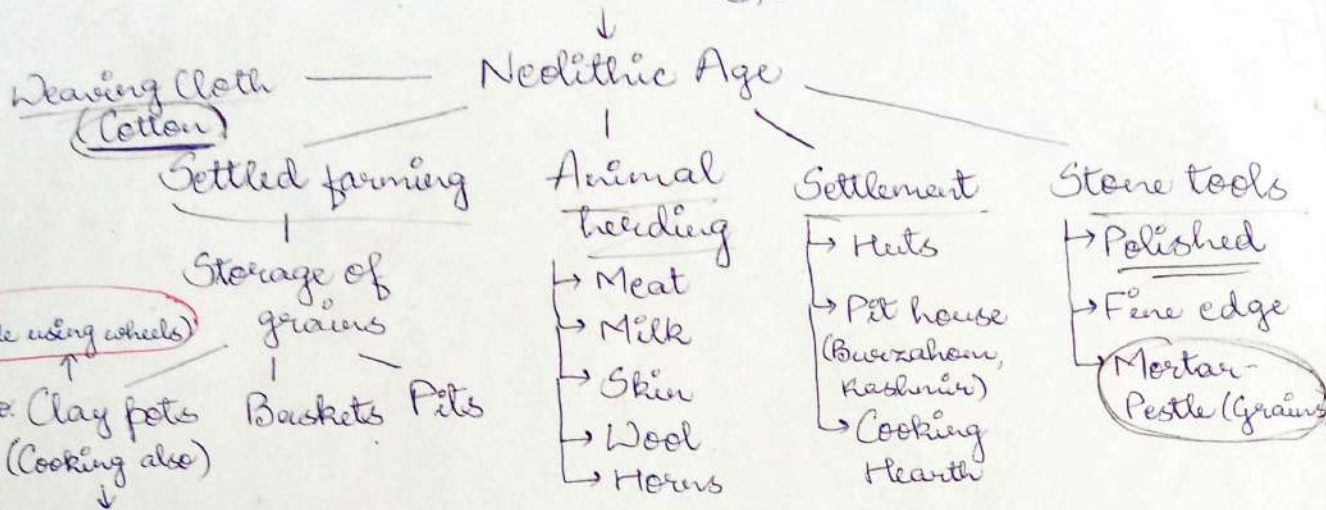 Neolithic Age
Weaving Cloth
(Cotton)
Settled farming
Storage of
grains
using wheels)
Clay pots
(Cooking also)
Baskets
Pits
Animal
herding
Meat
Milk
Skin
Wool
Horns
Settlement
Huts
Pit house
(Burzahom,
Kashmir)
Cooking
Hearth
Stone tools
Polished
Fine edge
Mortar-
Pestle (Grains